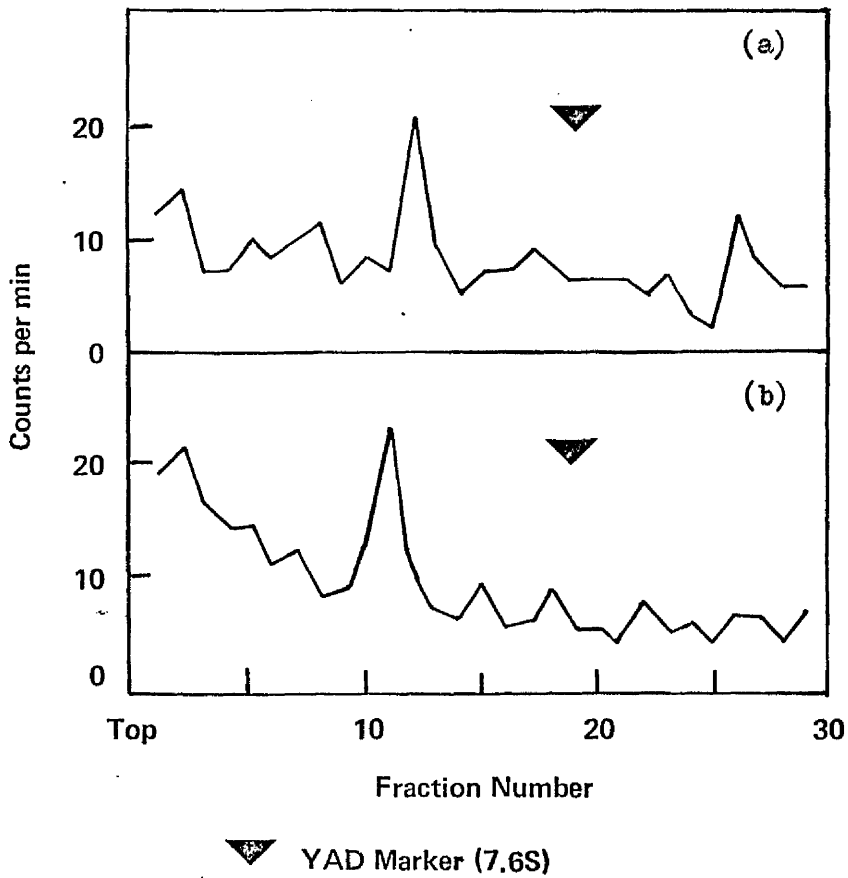 (a)
20
10
0
Counts per min
(b)
20
10
0
Top 10 20 30
Fraction Number
YAD Marker (7.6S)